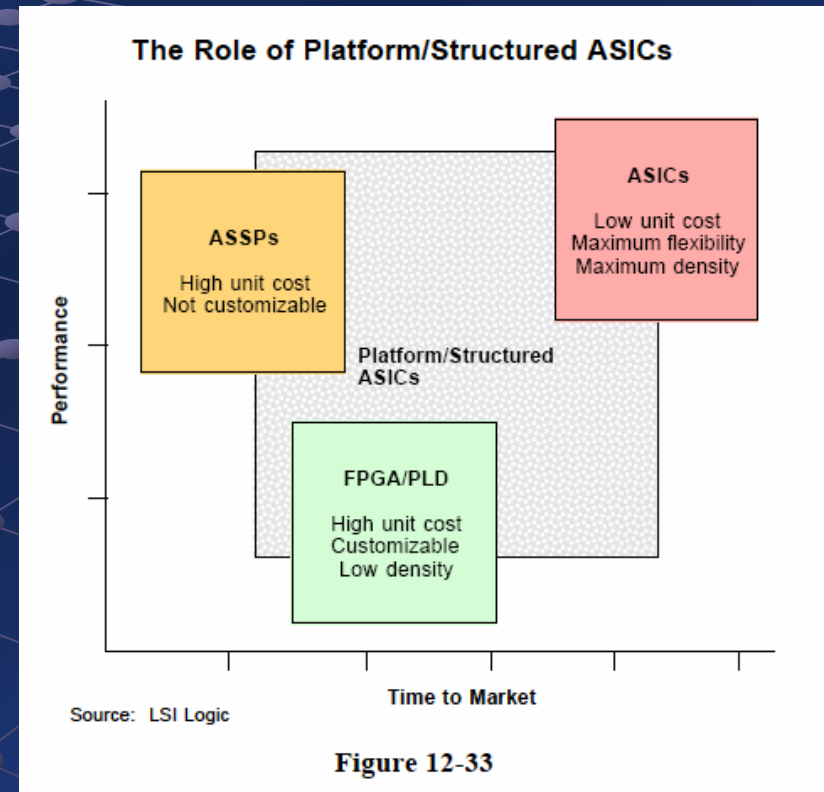 The Role of Platform/Structured ASICs
ASICs
Low unit cost
Maximum flexibility
Maximum density
ASSPs
High unit cost
Not customizable
Platform/Structured
ASICs
FPGA/PLD
High unit cost
Customizable
Low density
Performance
Time to Market
Source: LSI Logic
Figure 12-33